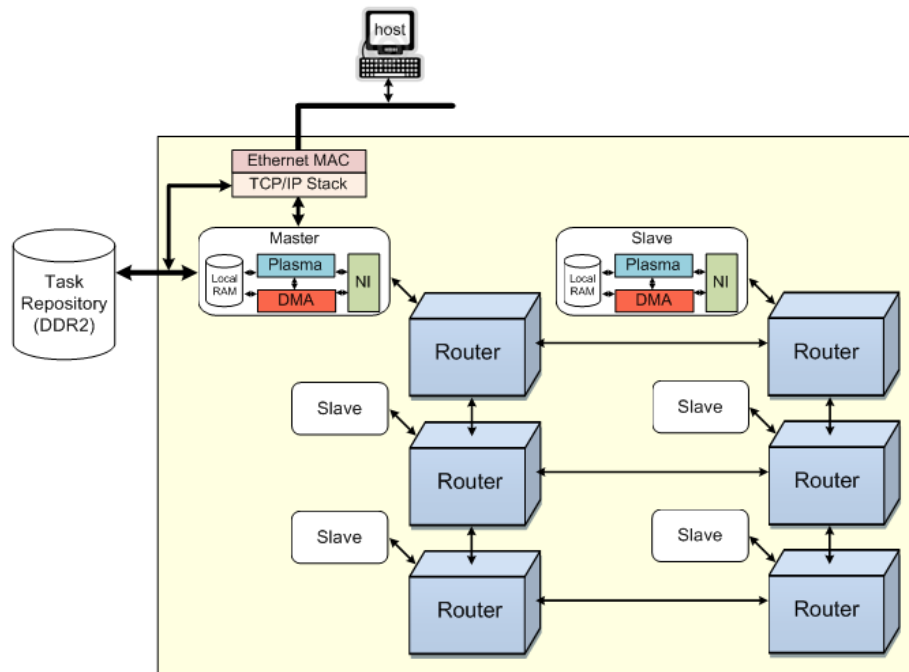 host
Ethernet MAC
TCP/IP Stack
Master
Plasma
Local
RAM
DMA
NI
Slave
Plasma
Local
RAM
DMA
NI
Task
Repository
(DDR2)
Router
Router
Slave
Slave
Router
Router
Slave
Slave
Router
Router